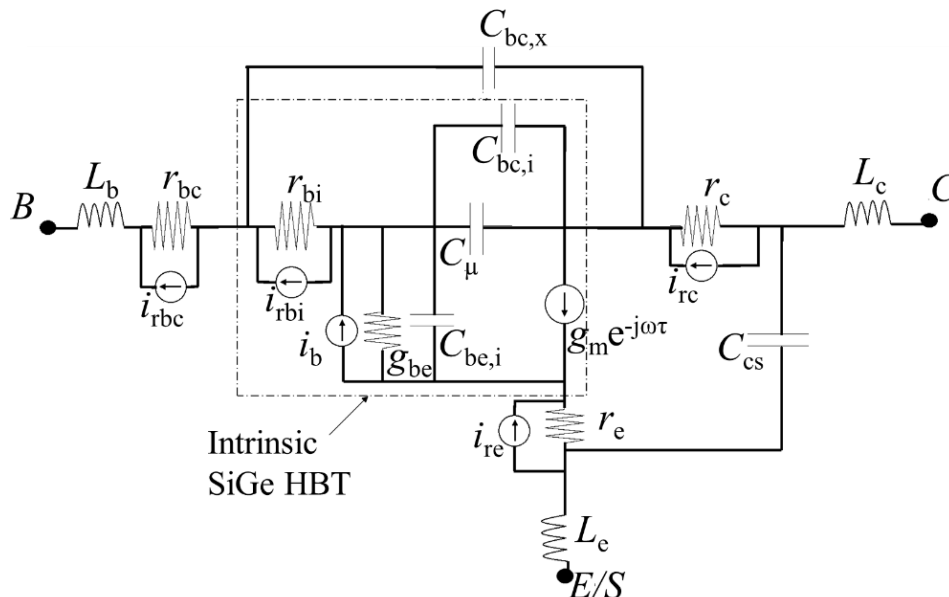 C_bc,x
C_bc,i
L_b
r_bc
r_bi
r_c
L_c
B
C
C_μ
i_rbc
i_rbi
i_rc
i_b
g_be
C_be,i
g_m e^-jωτ
C_cs
Intrinsic
SiGe HBT
i_re
r_e
L_e
E/S